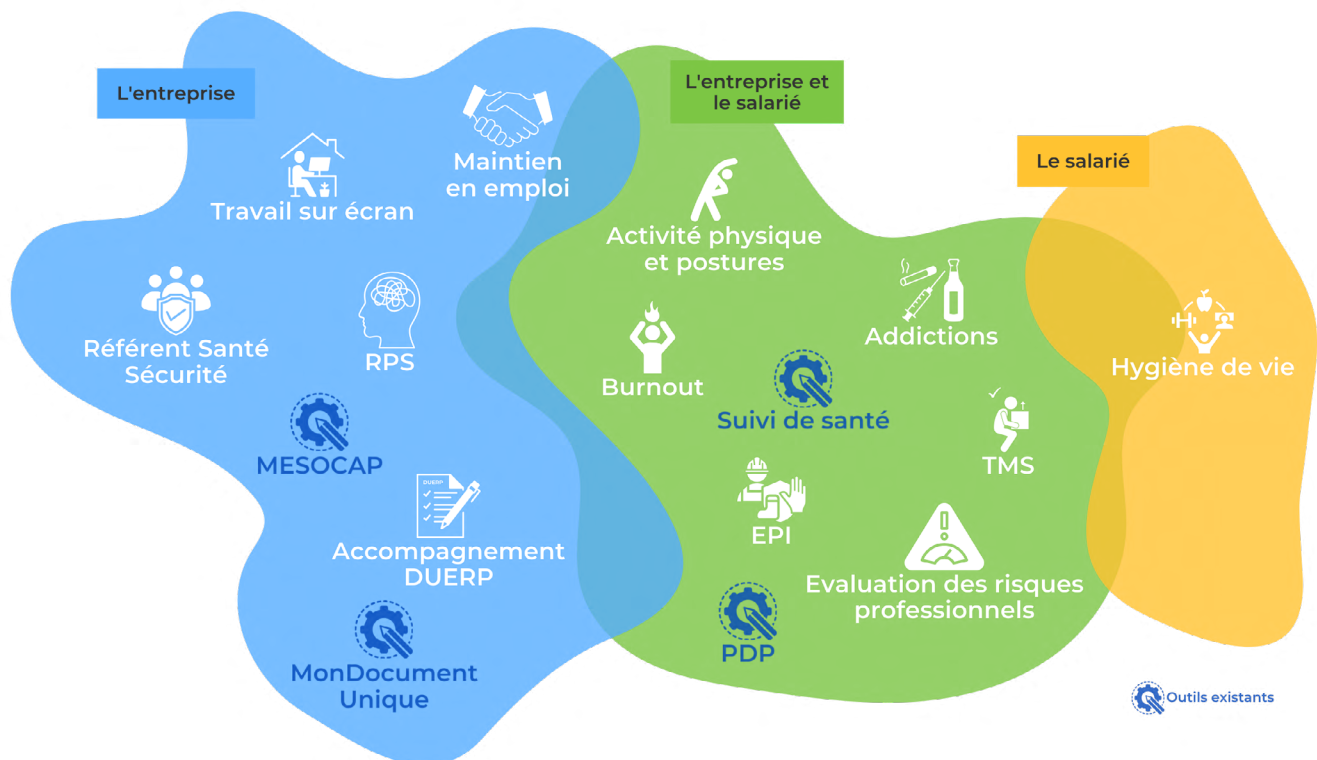 L'entreprise
Travail sur écran
Maintien
en emploi
Référent Santé
Sécurité
RPS
MESOCAP
DUERP
Accompagnement
DUERP
MonDocument
Unique
L'entreprise et
le salarié
Activité physique
et postures
Burnout
Addictions
Suivi de santé
TMS
EPI
Evaluation des risques
professionnels
PDP
Le salarié
Hygiène de vie
Outils existants